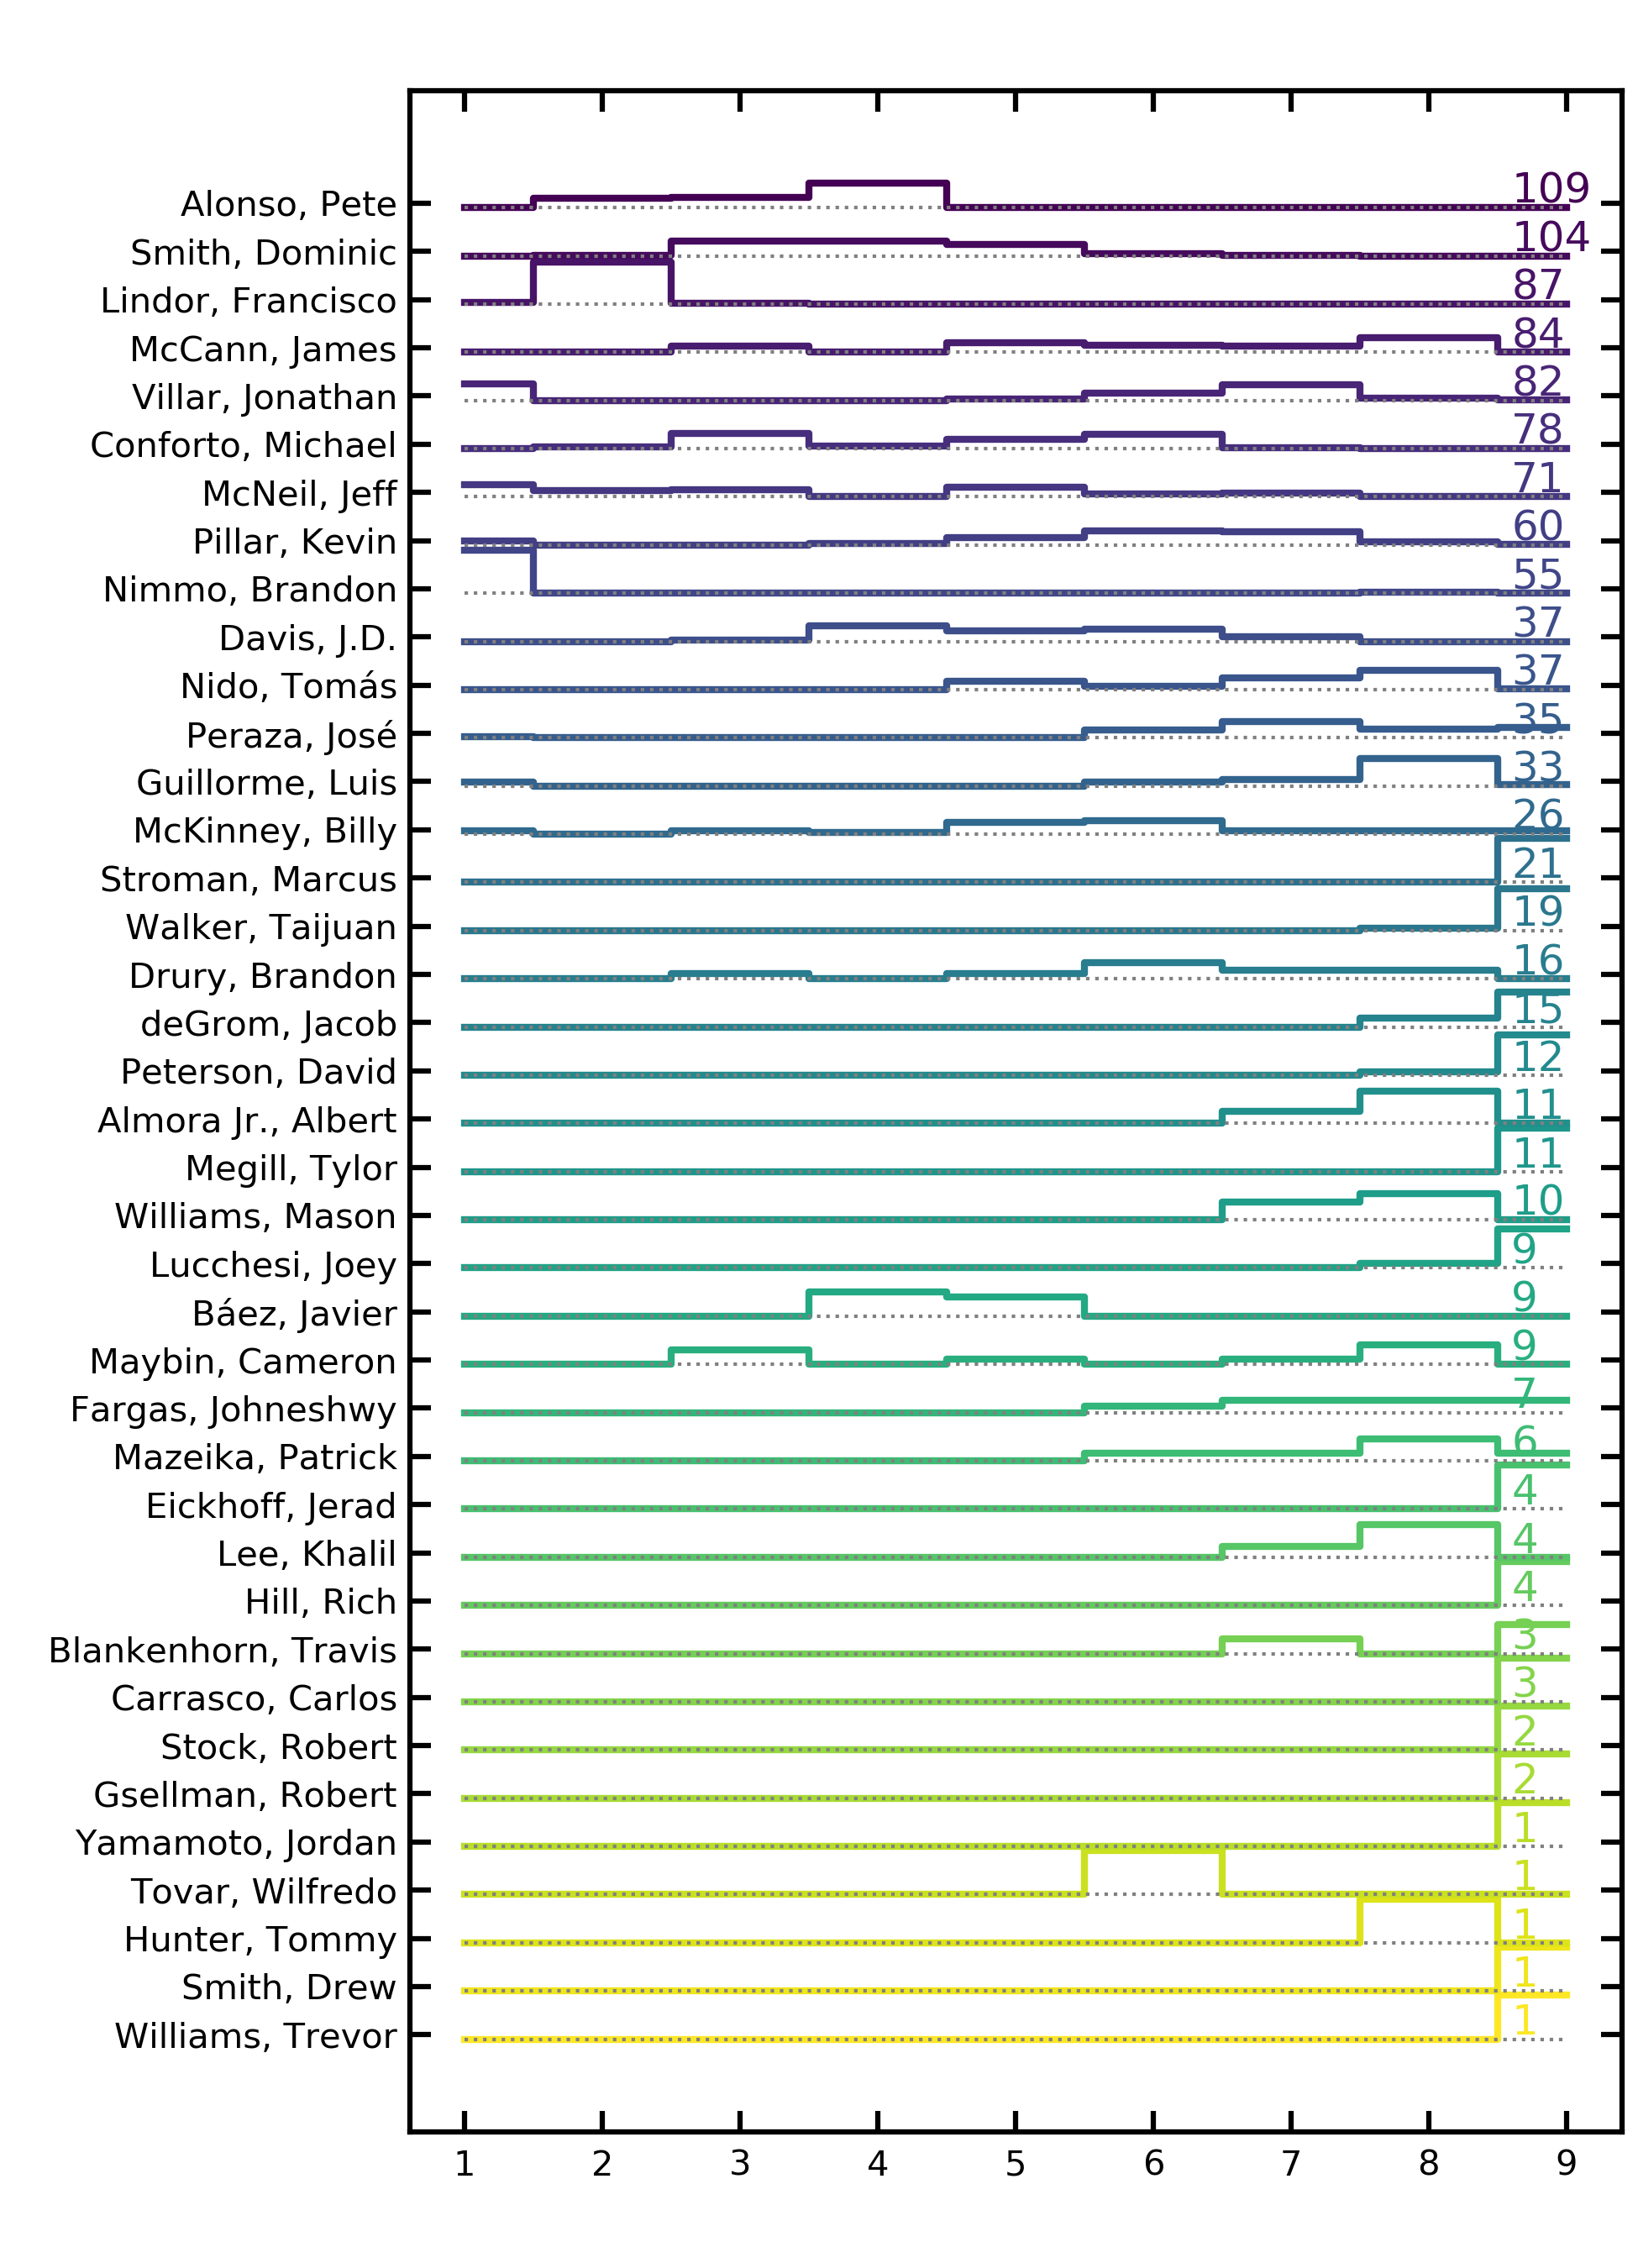 Alonso, Pete 109
Smith, Dominic 104
Lindor, Francisco 87
McCann, James 84
Villar, Jonathan 82
Conforto, Michael 78
McNeil, Jeff 71
Pillar, Kevin 60
Nimmo, Brandon 55
Davis, J.D. 37
Nido, Tomás 37
Peraza, José 35
Guillorme, Luis 33
McKinney, Billy 26
Stroman, Marcus 21
Walker, Taijuan 19
Drury, Brandon 16
deGrom, Jacob 15
Peterson, David 12
Almora Jr., Albert 11
Megill, Tylor 11
Williams, Mason 10
Lucchesi, Joey 9
Báez, Javier 9
Maybin, Cameron 9
Fargas, Johneshwy 7
Mazeika, Patrick 6
Eickhoff, Jerad 4
Lee, Khalil 4
Hill, Rich 4
Blankenhorn, Travis 3
Carrasco, Carlos 3
Stock, Robert 2
Gsellman, Robert 2
Yamamoto, Jordan 1
Tovar, Wilfredo 1
Hunter, Tommy 1
Smith, Drew 1
Williams, Trevor 1
1 2 3 4 5 6 7 8 9